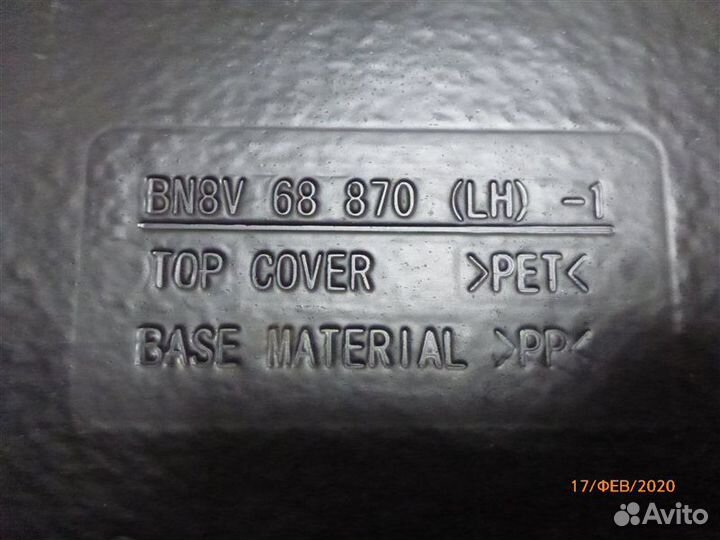 BN8V 68 870 (LH) -1
TOP COVER >PET<
BASE MATERIAL >PP<
17/ФЕВ/2020
Avito